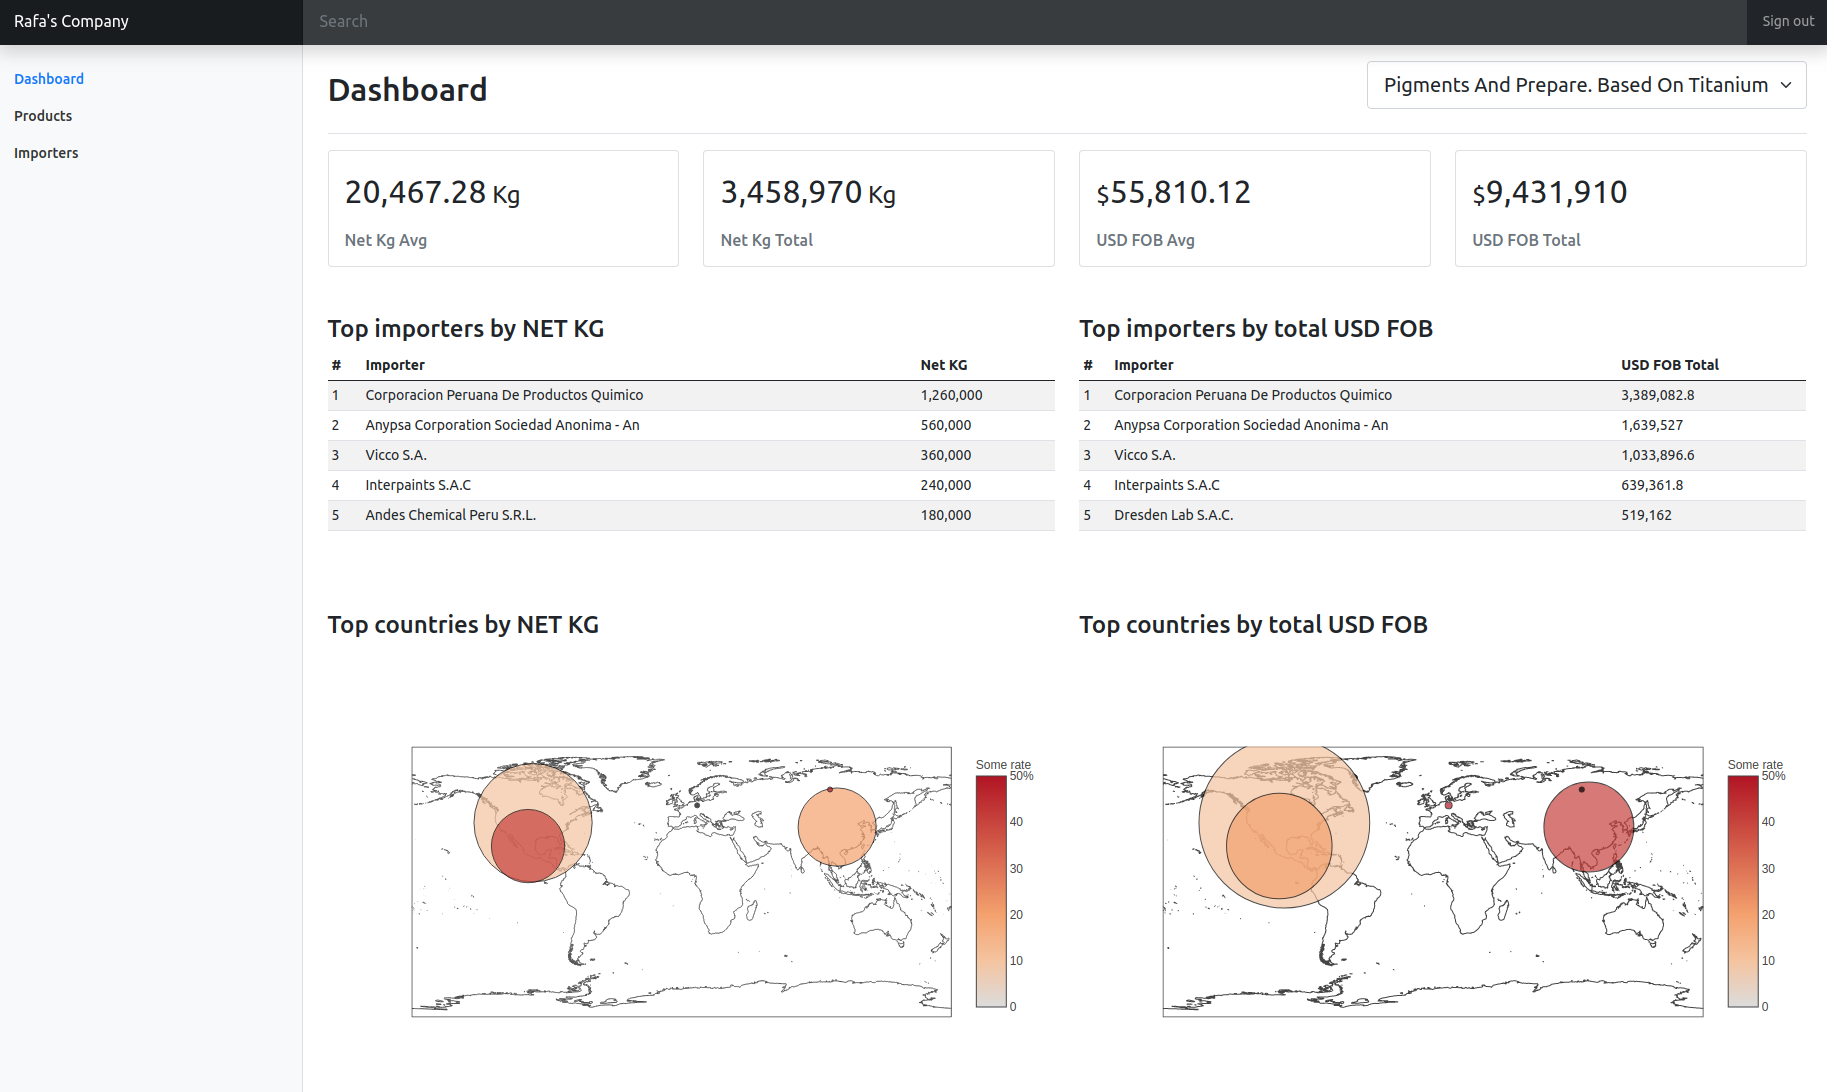 Rafa's Company
Search
Sign out
Dashboard
Products
Importers
Dashboard
Pigments And Prepare. Based On Titanium
20,467.28 Kg
Net Kg Avg
3,458,970 Kg
Net Kg Total
$55,810.12
USD FOB Avg
$9,431,910
USD FOB Total
Top importers by NET KG
# Importer Net KG
1 Corporacion Peruana De Productos Quimico 1,260,000
2 Anypsa Corporation Sociedad Anonima - An 560,000
3 Vicco S.A. 360,000
4 Interpaints S.A.C 240,000
5 Andes Chemical Peru S.R.L. 180,000
Top importers by total USD FOB
# Importer USD FOB Total
1 Corporacion Peruana De Productos Quimico 3,389,082.8
2 Anypsa Corporation Sociedad Anonima - An 1,639,527
3 Vicco S.A. 1,033,896.6
4 Interpaints S.A.C 639,361.8
5 Dresden Lab S.A.C. 519,162
Top countries by NET KG
Some rate
50%
40
30
20
10
0
Top countries by total USD FOB
Some rate
50%
40
30
20
10
0